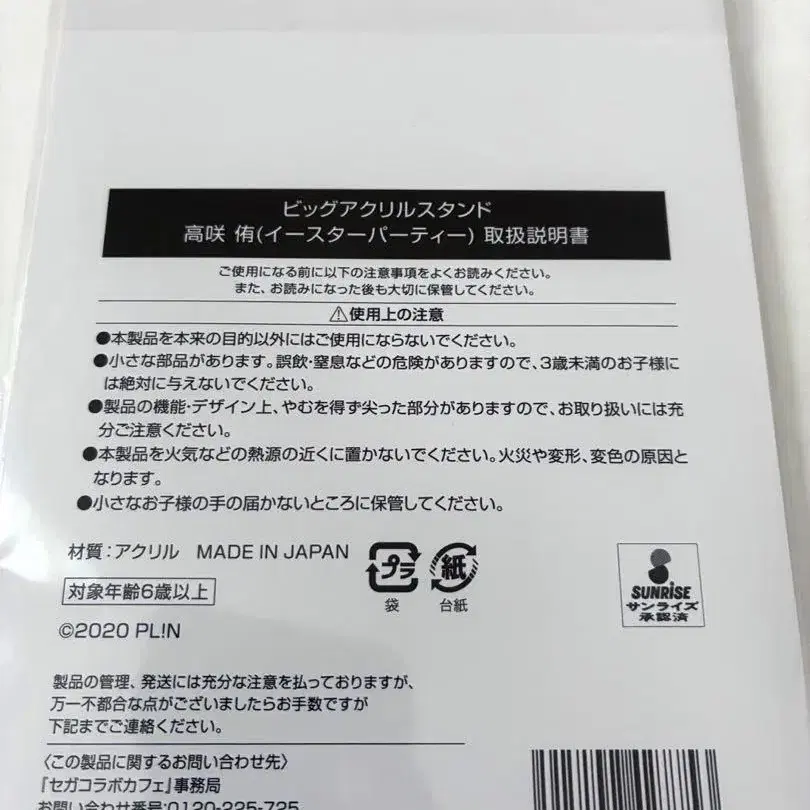 ビッグアクリルスタンド
高咲 侑(イースターパーティー) 取扱説明書
ご使用になる前に以下の注意事項をよくお読みください。
また、お読みになった後も大切に保管してください。
⚠使用上の注意
●本製品を本来の目的以外にはご使用にならないでください。
●小さな部品があります。誤飲・窒息などの危険がありますので、3歳未満のお子様に
は絶対に与えないでください。
●製品の機能・デザイン上、やむを得ず尖った部分がありますので、お取り扱いには充
分ご注意ください。
●本製品を火気などの熱源の近くに置かないでください。火災や変形、変色の原因と
なります。
●小さなお子様の手の届かないところに保管してください。
材質：アクリル MADE IN JAPAN
プラ
袋
紙
台紙
SUNRISE
サンライズ
承認済
対象年齢6歳以上
©2020 PL!N
製品の管理、発送には充分な注意を払っておりますが、
万一不都合な点がございましたらお手数ですが
下記までご連絡ください。
〈この製品に関するお問い合わせ先〉
『セガコラボカフェ』事務局
お問い合わせ番号:0120-225-725